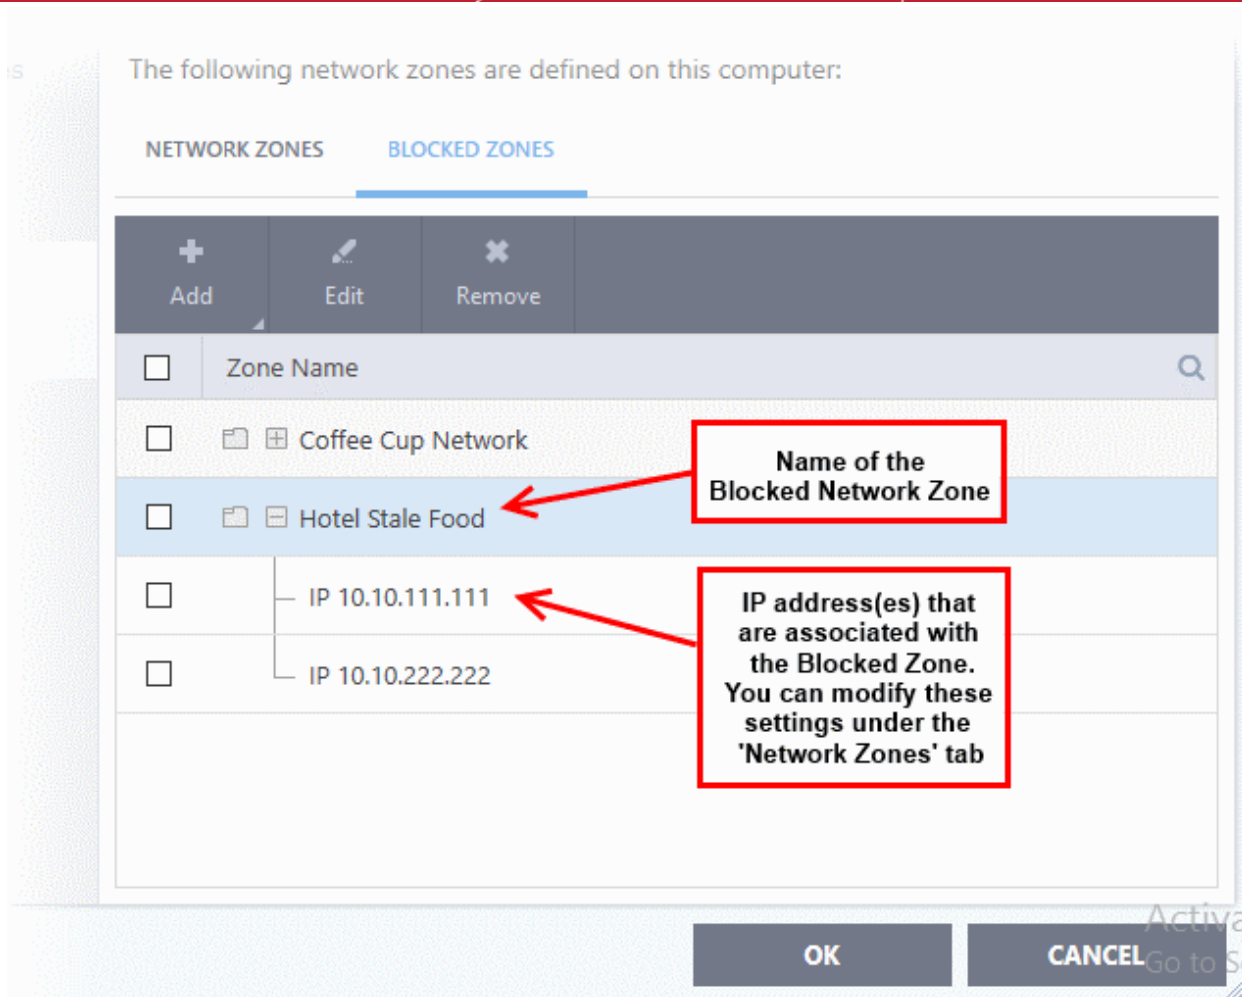 The following network zones are defined on this computer:
NETWORK ZONES BLOCKED ZONES
Add Edit Remove
Zone Name
Coffee Cup Network
Name of the
Blocked Network Zone
Hotel Stale Food
IP 10.10.111.111
IP address(es) that
are associated with
the Blocked Zone.
You can modify these
settings under the
'Network Zones' tab
IP 10.10.222.222
OK CANCEL
Activa
Go to S